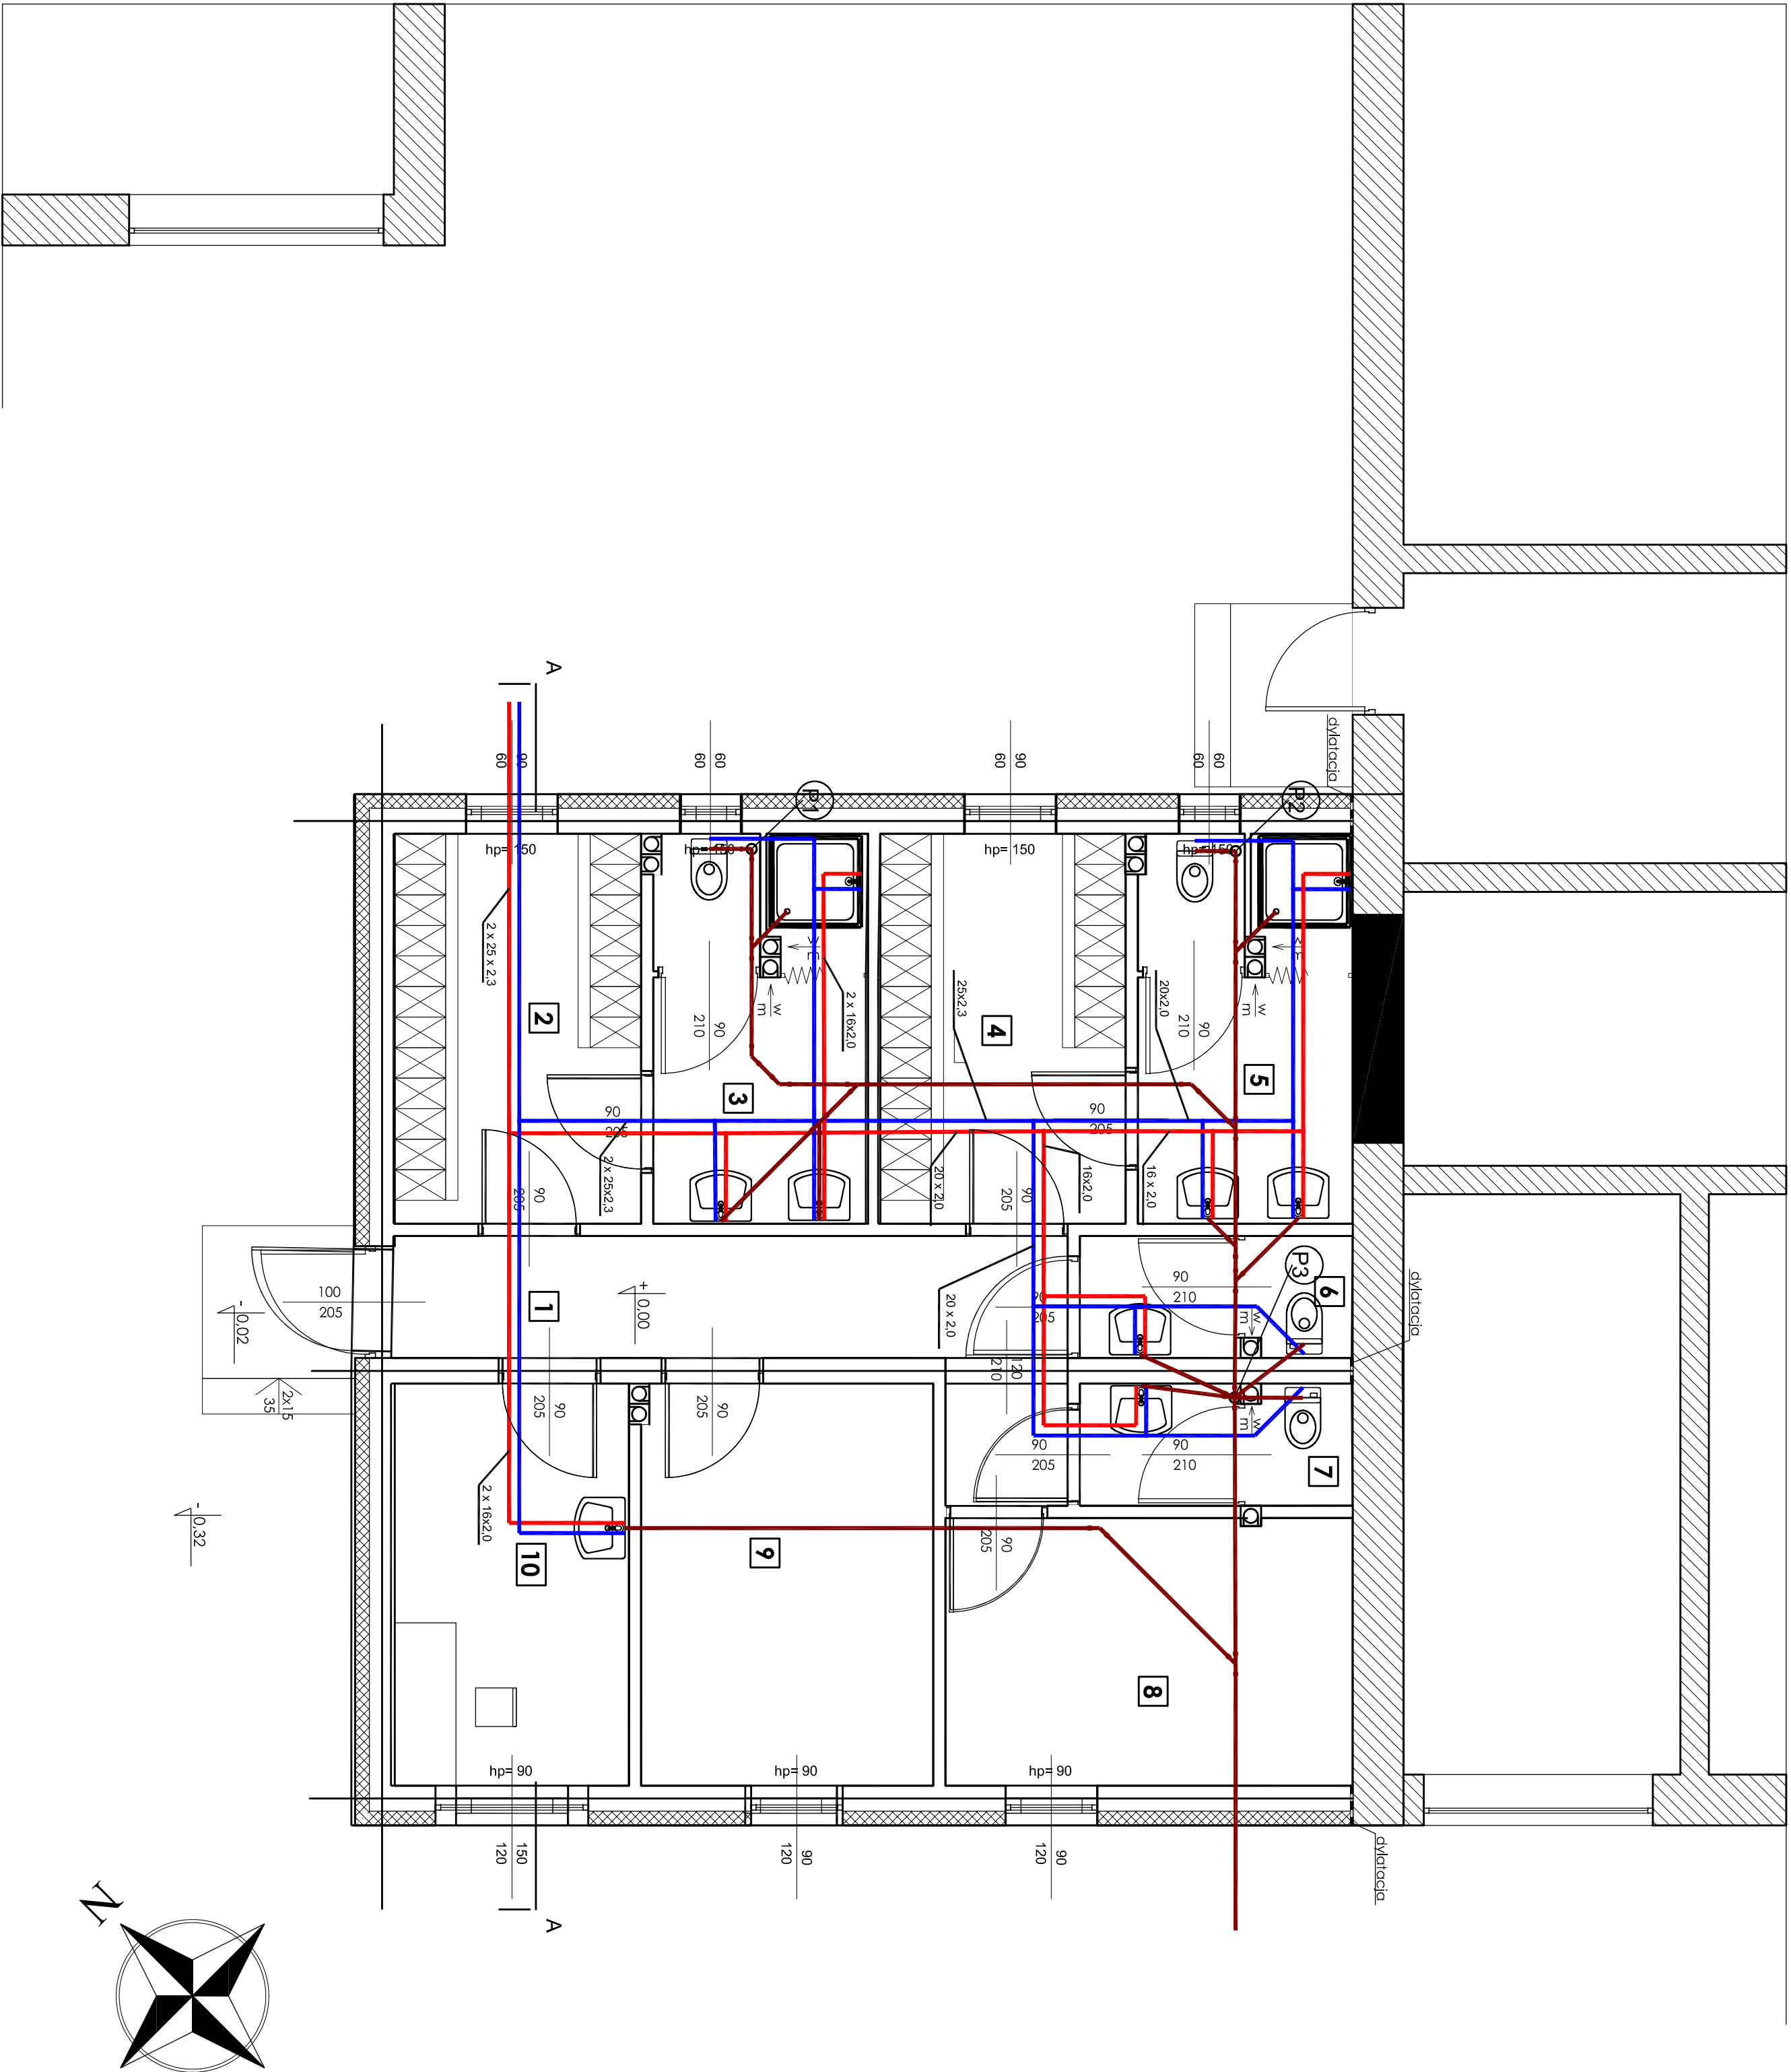 A
60
90
60
60
60
90
60
60
dylatacja
P1
P2
hp= 150
hp= 150
hp= 150
hp= 150
2 x 25 x 2,3
w
m
w
m
w
m
w
m
2 x 16x2,0
25x2,3
20x2,0
2
4
5
3
90
210
90
210
90
205
90
205
2 x 25x2,3
20 x 2,0
16x2,0
16 x 2,0
90
205
90
205
100
205
- 0,02
1
+ 0,00
20 x 2,0
90
205
90
210
P3
6
dylatacja
w
m
120
210
2x15
35
90
205
90
205
90
205
90
210
w
m
7
- 0,32
2 x 16x2,0
10
9
90
205
8
hp= 90
hp= 90
hp= 90
150
120
90
120
90
120
dylatacja
A
N